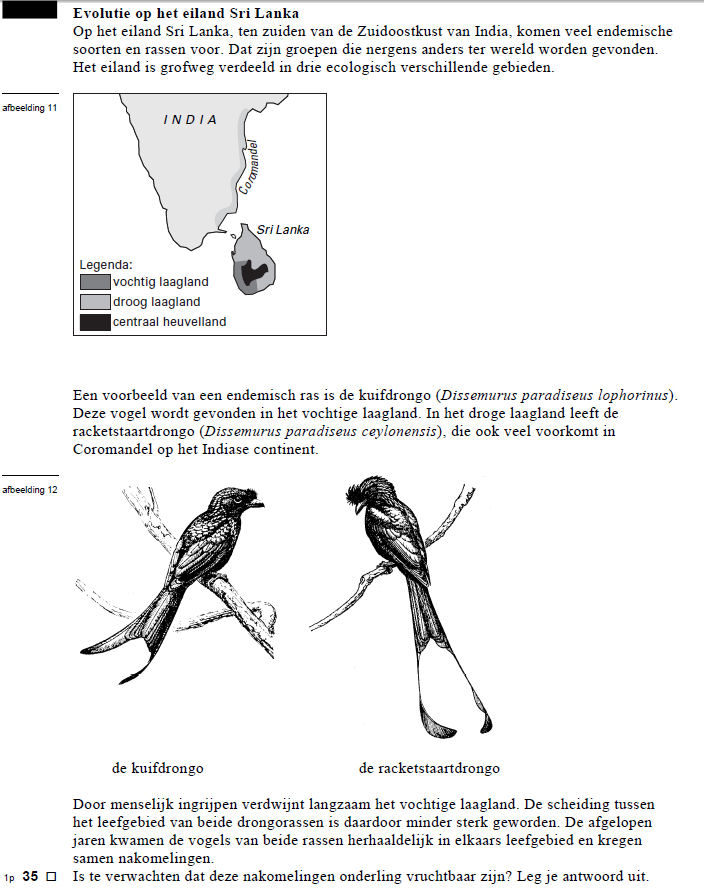 Evolutie op het eiland Sri Lanka
Op het eiland Sri Lanka, ten zuiden van de Zuidoostkust van India, komen veel endemische
soorten en rassen voor. Dat zijn groepen die nergens anders ter wereld worden gevonden.
Het eiland is grofweg verdeeld in drie ecologisch verschillende gebieden.
afbeelding 11
INDIA
Coromandel
Sri Lanka
Legenda:
vochtig laagland
droog laagland
centraal heuvelland
Een voorbeeld van een endemisch ras is de kuifdrongo (Dissemurus paradiseus lophorinus).
Deze vogel wordt gevonden in het vochtige laagland. In het droge laagland leeft de
racketstaartdrongo (Dissemurus paradiseus ceylonensis), die ook veel voorkomt in
Coromandel op het Indiase continent.
afbeelding 12
de kuifdrongo
de racketstaartdrongo
Door menselijk ingrijpen verdwijnt langzaam het vochtige laagland. De scheiding tussen
het leefgebied van beide drongorassen is daardoor minder sterk geworden. De afgelopen
jaren kwamen de vogels van beide rassen herhaaldelijk in elkaars leefgebied en kregen
samen nakomelingen.
1p 35 □ Is te verwachten dat deze nakomelingen onderling vruchtbaar zijn? Leg je antwoord uit.